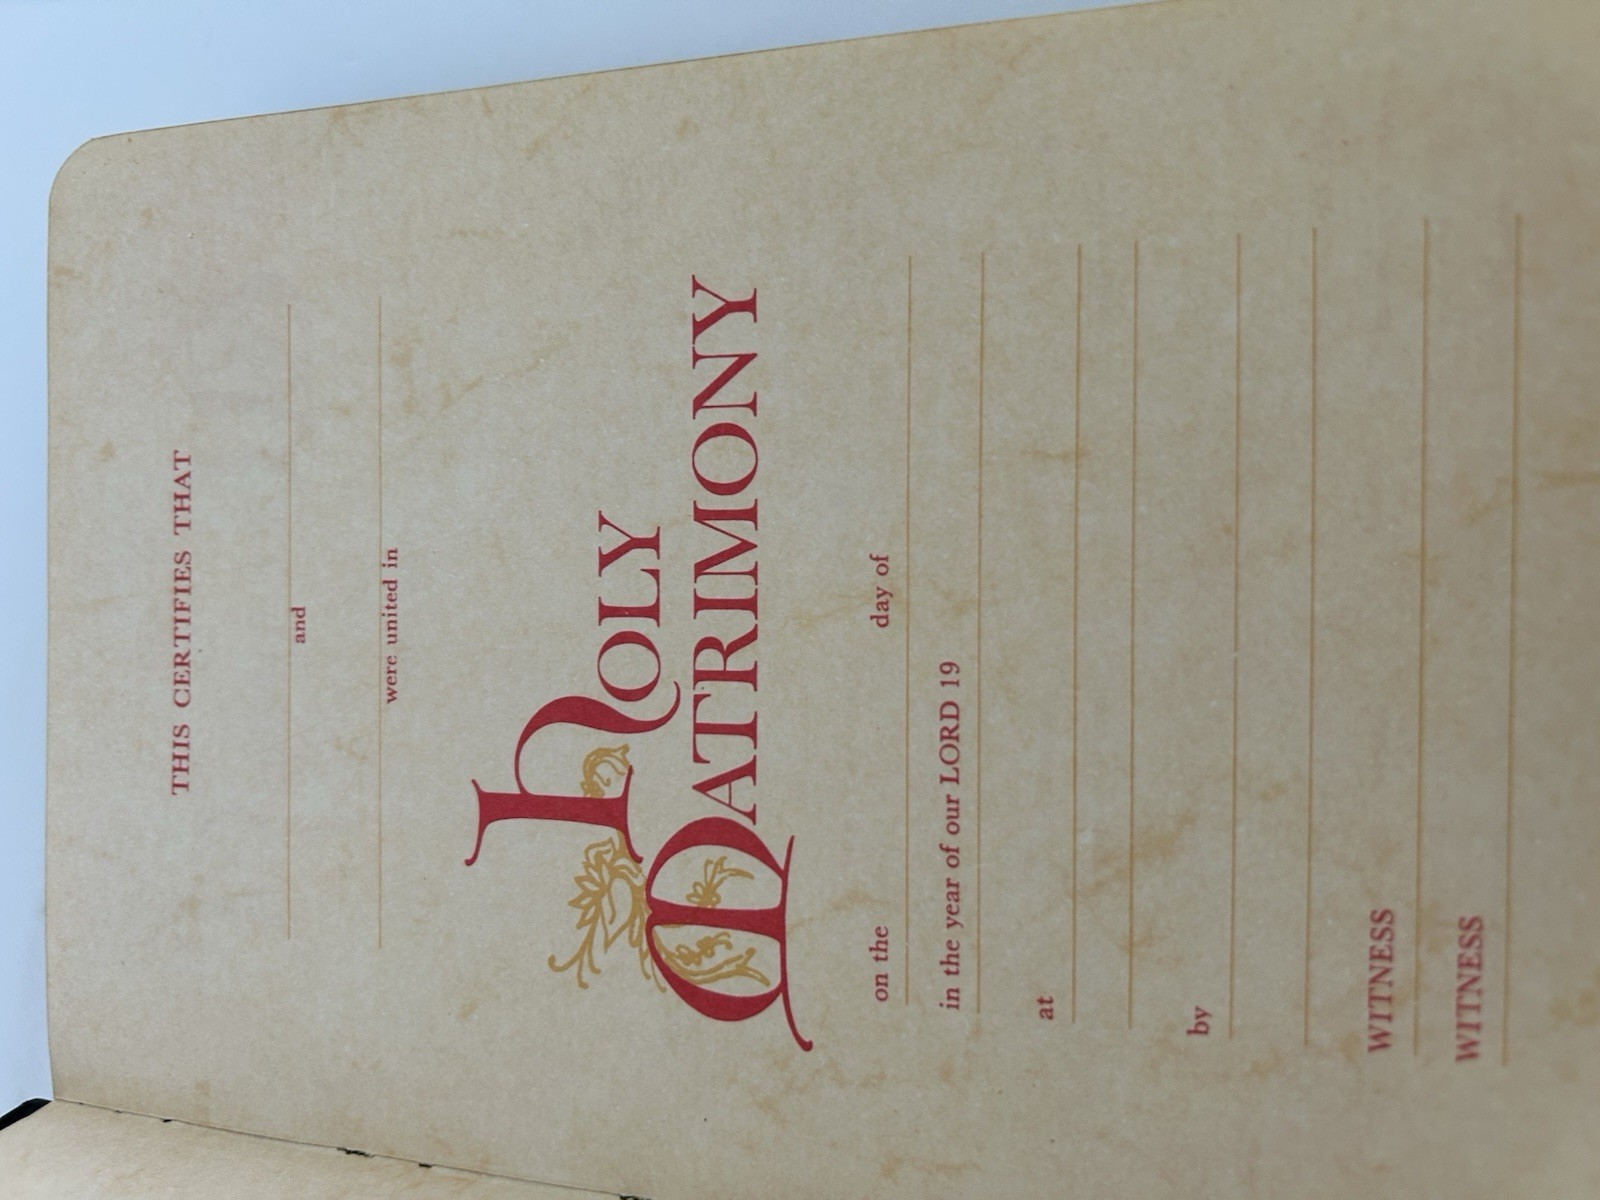 THIS CERTIFIES THAT
and
were united in
HOLY
MATRIMONY
on the day of
in the year of our LORD 19
at
by
WITNESS
WITNESS